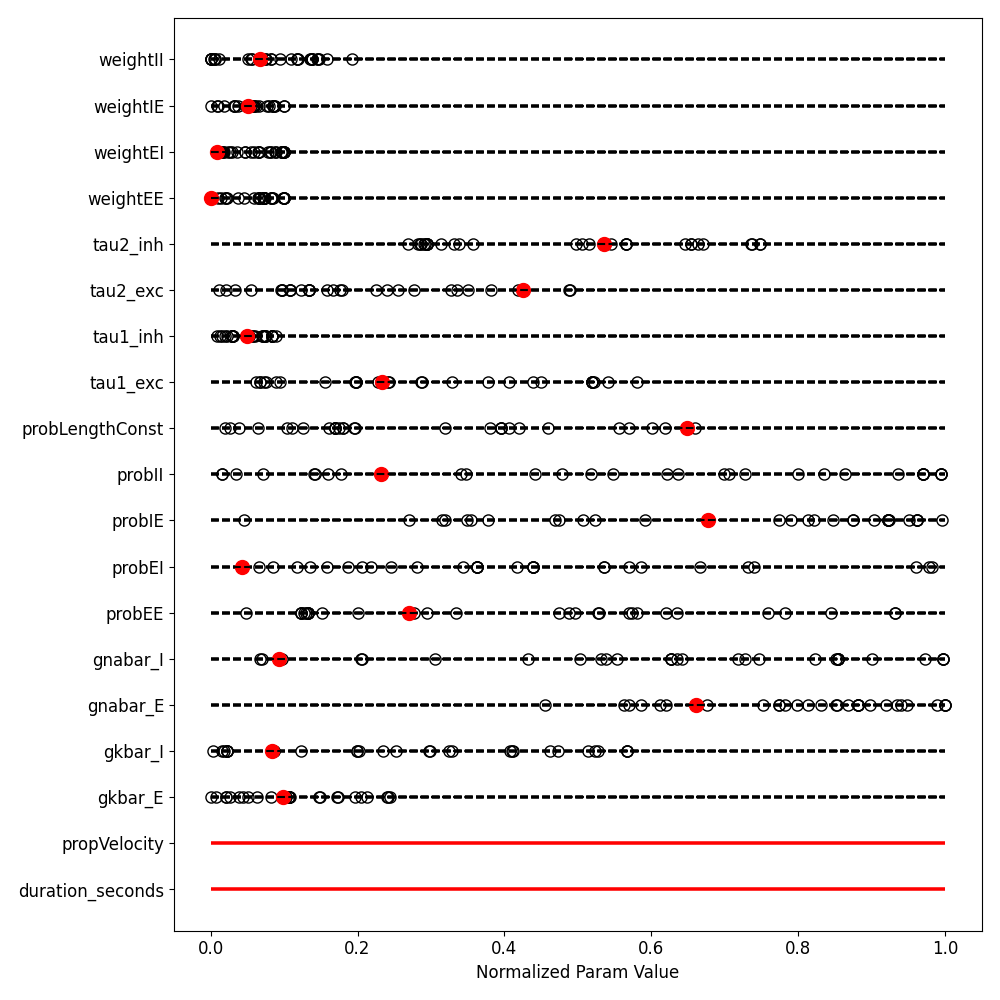 weightII
weightIE
weightEI
weightEE
tau2_inh
tau2_exc
tau1_inh
tau1_exc
probLengthConst
probII
probIE
probEI
probEE
gnabar_I
gnabar_E
gkbar_I
gkbar_E
propVelocity
duration_seconds
0.0 0.2 0.4 0.6 0.8 1.0
Normalized Param Value